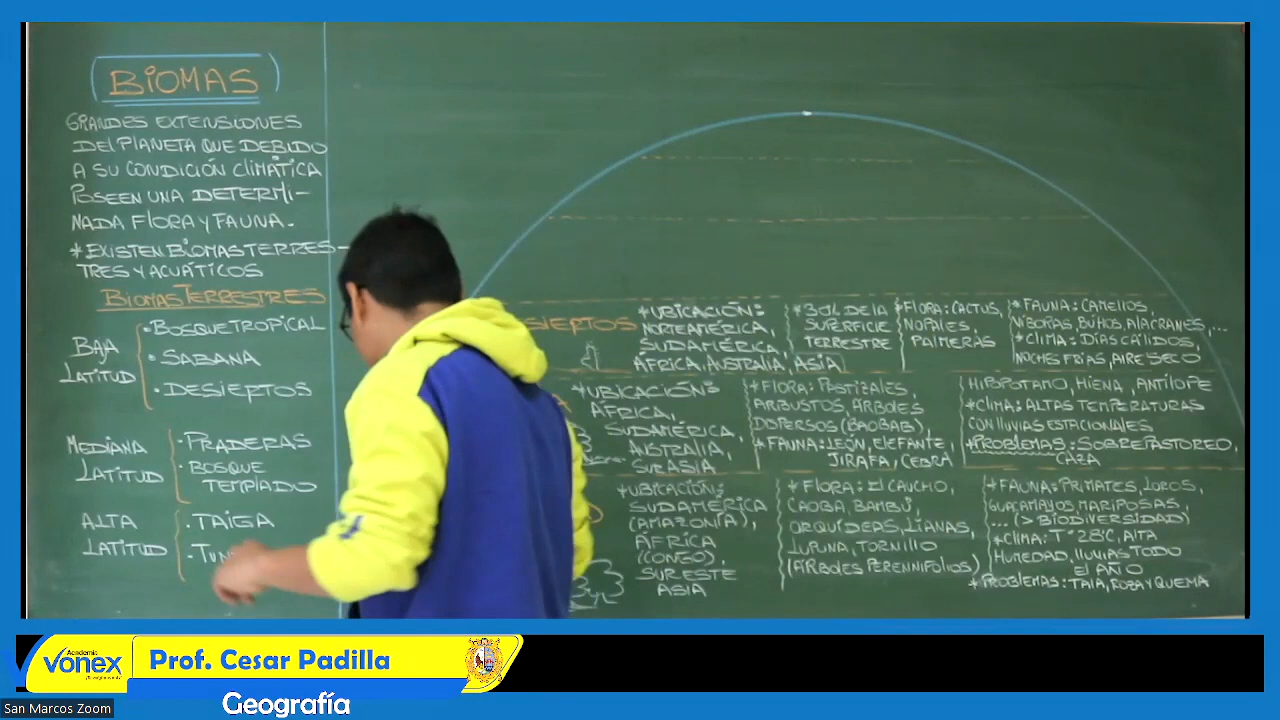 BIOMAS
GRANDES EXTENSIONES
DEL PLANETA QUE DEBIDO
A SU CONDICIÓN CLIMÁTICA
POSEEN UNA DETERMI-
NADA FLORA Y FAUNA.
* EXISTEN BIOMAS TERRES-
TRES Y ACUÁTICOS
BIOMAS TERRESTRES
BAJA
LATITUD
• BOSQUE TROPICAL
• SABANA
• DESIERTOS
MEDIANA
LATITUD
• PRADERAS
• BOSQUE
TEMPLADO
ALTA
LATITUD
• TAIGA
• TUN
ESIERTOS
* UBICACIÓN:
NORTEAMÉRICA,
SUDAMÉRICA,
ÁFRICA, AUSTRALIA, ASIA
* 30% DE LA
SUPERFICIE
TERRESTRE
* FLORA: CACTUS,
NOPALES,
PALMERAS
* FAUNA: CAMELLOS,
VÍBORAS, BÚHOS, ALACRANES,...
* CLIMA: DÍAS CÁLIDOS,
NOCHES FRÍAS, AIRE SECO
* UBICACIÓN:
ÁFRICA,
SUDAMÉRICA,
AUSTRALIA,
SURASIA
* FLORA: PASTIZALES,
ARBUSTOS, ÁRBOLES
DISPERSOS (BAOBAB),
* FAUNA: LEÓN, ELEFANTE,
JIRAFA, CEBRA
HIPOPÓTAMO, HIENA, ANTÍLOPE
* CLIMA: ALTAS TEMPERATURAS
CON LLUVIAS ESTACIONALES
* PROBLEMAS: SOBREPASTOREO,
CAZA
* UBICACIÓN:
SUDAMÉRICA
(AMAZONÍA),
ÁFRICA
(CONGO),
SURESTE
ASIA
* FLORA: EL CAUCHO,
CAOBA, BAMBÚ,
ORQUÍDEAS, LIANAS,
LUPUNA, TORNILLO
(ÁRBOLES PERENNIFOLIOS)
* FAUNA: PRIMATES, LOROS,
GUACAMAYOS, MARIPOSAS,
... (> BIODIVERSIDAD)
* CLIMA: T° 28°C, ALTA
HUMEDAD, LLUVIAS TODO
EL AÑO
* PROBLEMAS: TALA, ROZA Y QUEMA
Academia
vonex
Prof. Cesar Padilla
Geografía
San Marcos Zoom